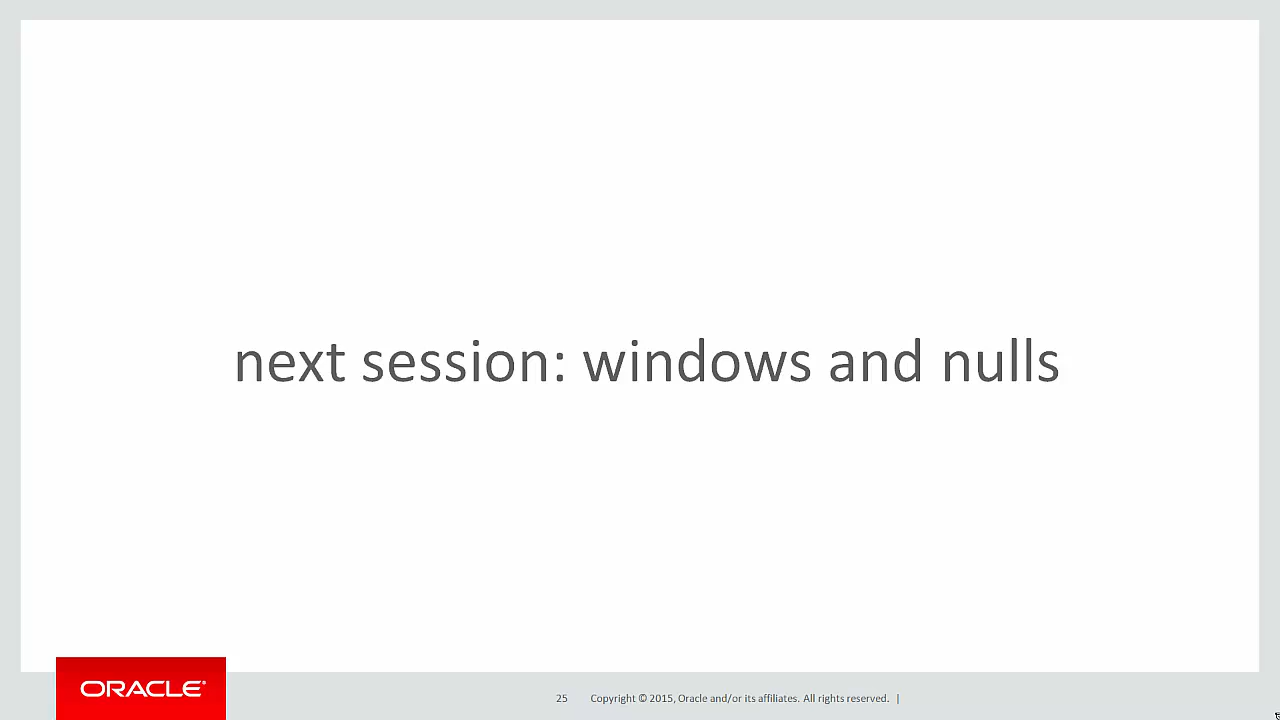 next session: windows and nulls
ORACLE®
25 Copyright © 2015, Oracle and/or its affiliates. All rights reserved. |